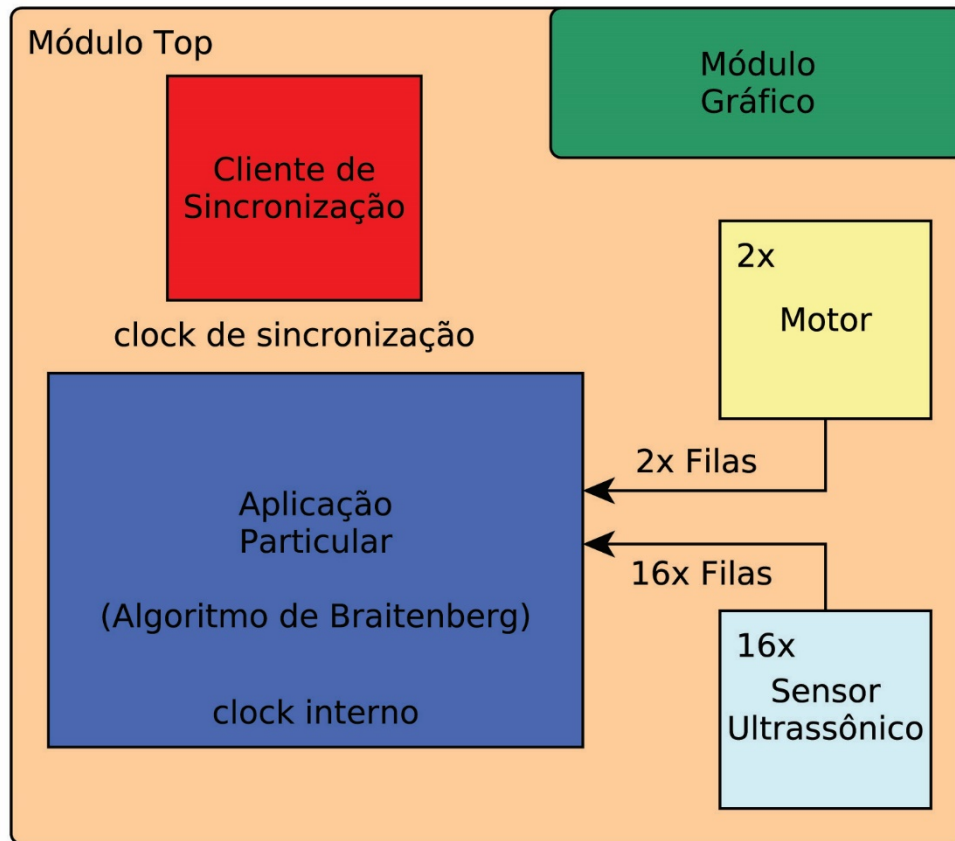 Módulo Top
Módulo
Gráfico
Cliente de
Sincronização
clock de sincronização
2x
Motor
2x Filas
Aplicação
Particular
(Algoritmo de Braitenberg)
clock interno
16x Filas
16x
Sensor
Ultrassônico